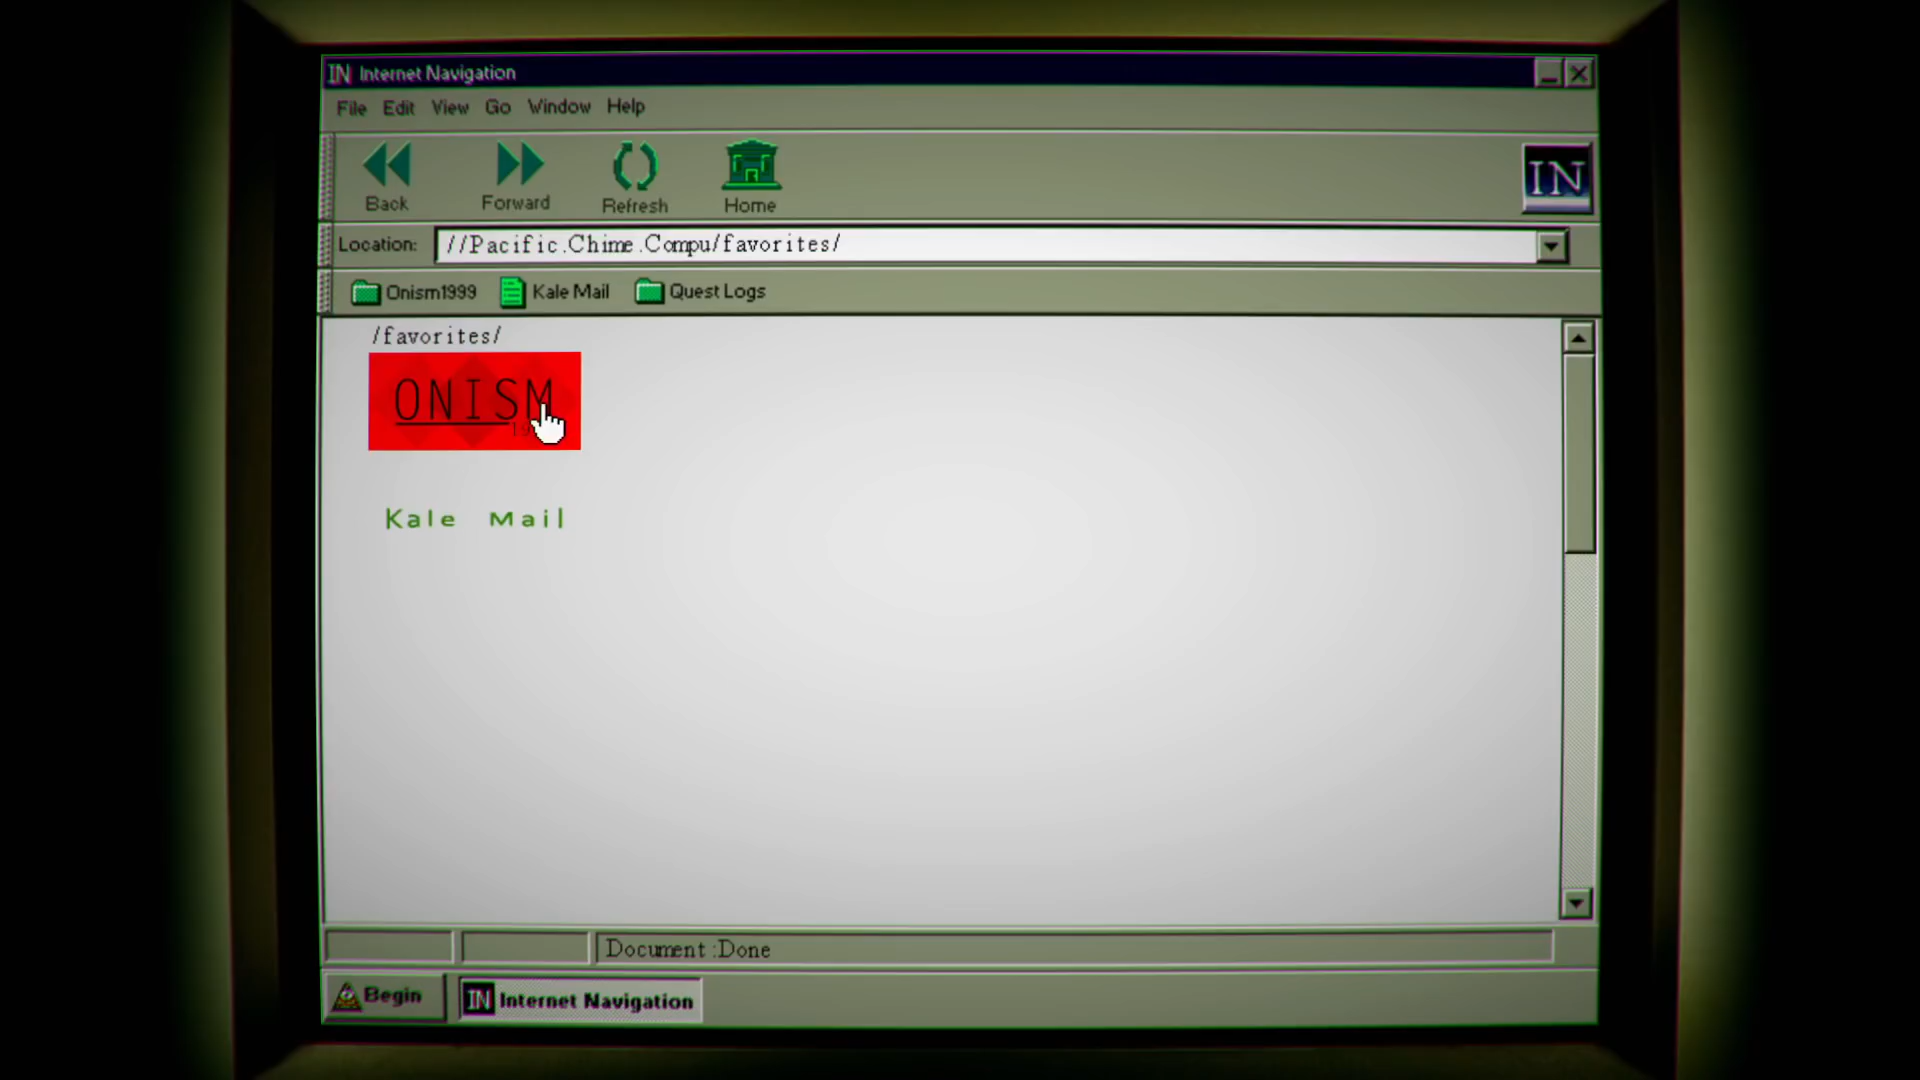 IN Internet Navigation
File Edit View Go Window Help
Back Forward Refresh Home
IN
Location: //Pacific.Chime.Compu/favorites/
Onism1999 Kale Mail Quest Logs
/favorites/
ONISM
Kale Mail
Document :Done
Begin IN Internet Navigation